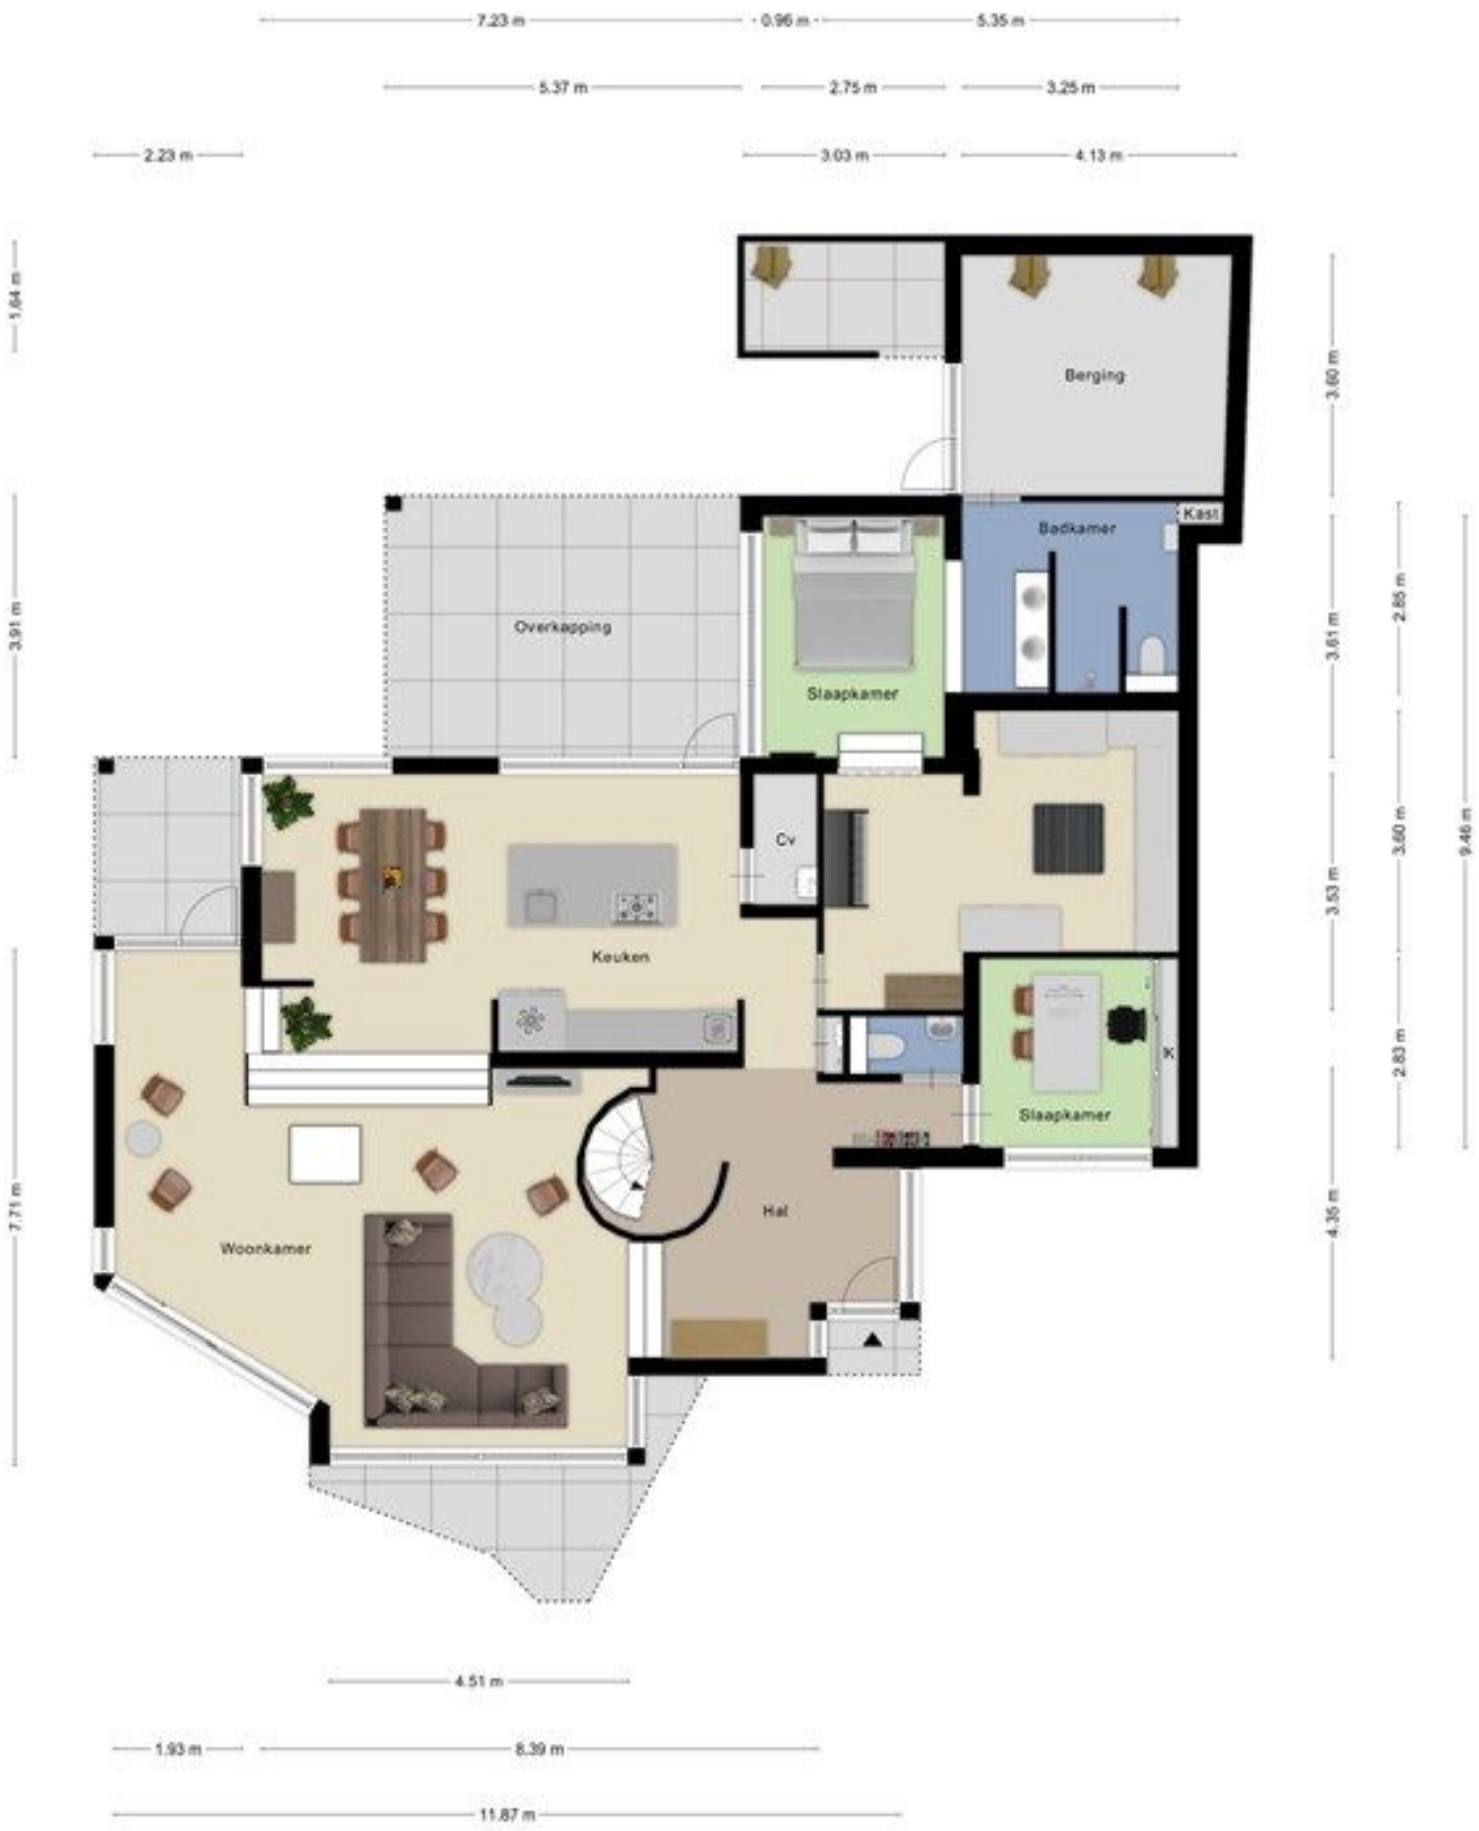 7.23 m 0.96 m 5.35 m
5.37 m 2.75 m 3.25 m
2.23 m 3.03 m 4.13 m
1.64 m
3.60 m
Berging
Kast
Badkamer
3.91 m
Overkapping
3.61 m
2.85 m
Slaapkamer
Cv
9.46 m
3.60 m
3.53 m
Keuken
K
2.83 m
Slaapkamer
7.71 m
Hal
4.35 m
Woonkamer
4.51 m
1.93 m 8.39 m
11.87 m